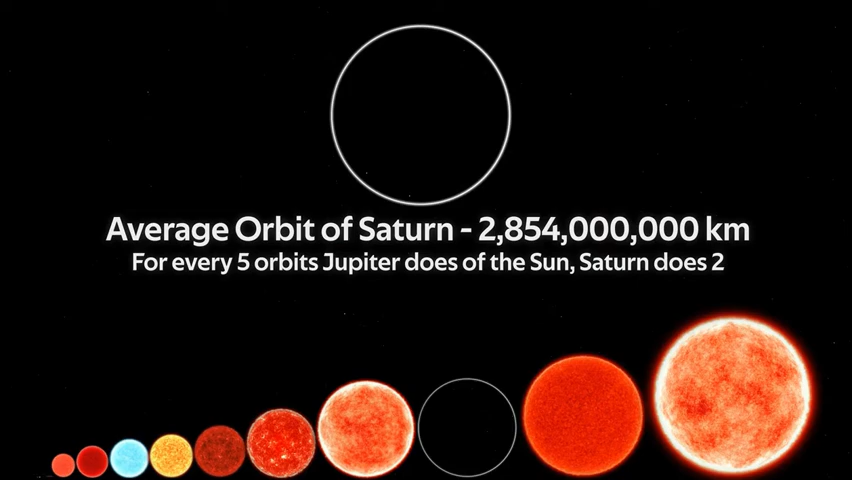 Average Orbit of Saturn - 2,854,000,000 km
For every 5 orbits Jupiter does of the Sun, Saturn does 2